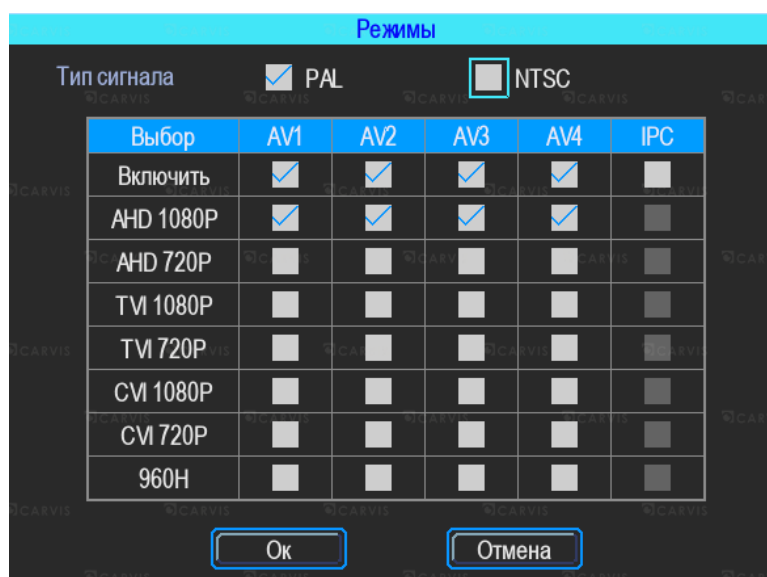 Режимы
Тип сигнала PAL NTSC
Выбор AV1 AV2 AV3 AV4 IPC
Включить
AHD 1080P
AHD 720P
TVI 1080P
TVI 720P
CVI 1080P
CVI 720P
960H
Ок Отмена
CARVIS